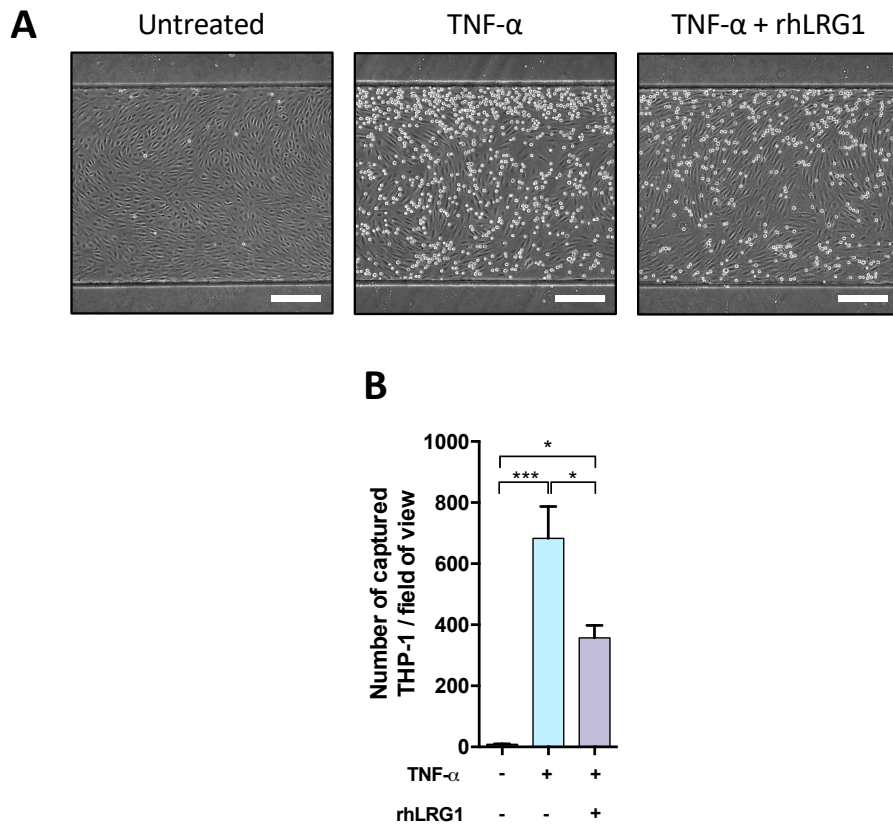 A
Untreated
TNF-α
TNF-α + rhLRG1
B
Number of captured
THP-1 / field of view
1000
800
600
400
200
0
*
***
*
TNF-α - + +
rhLRG1 - - +